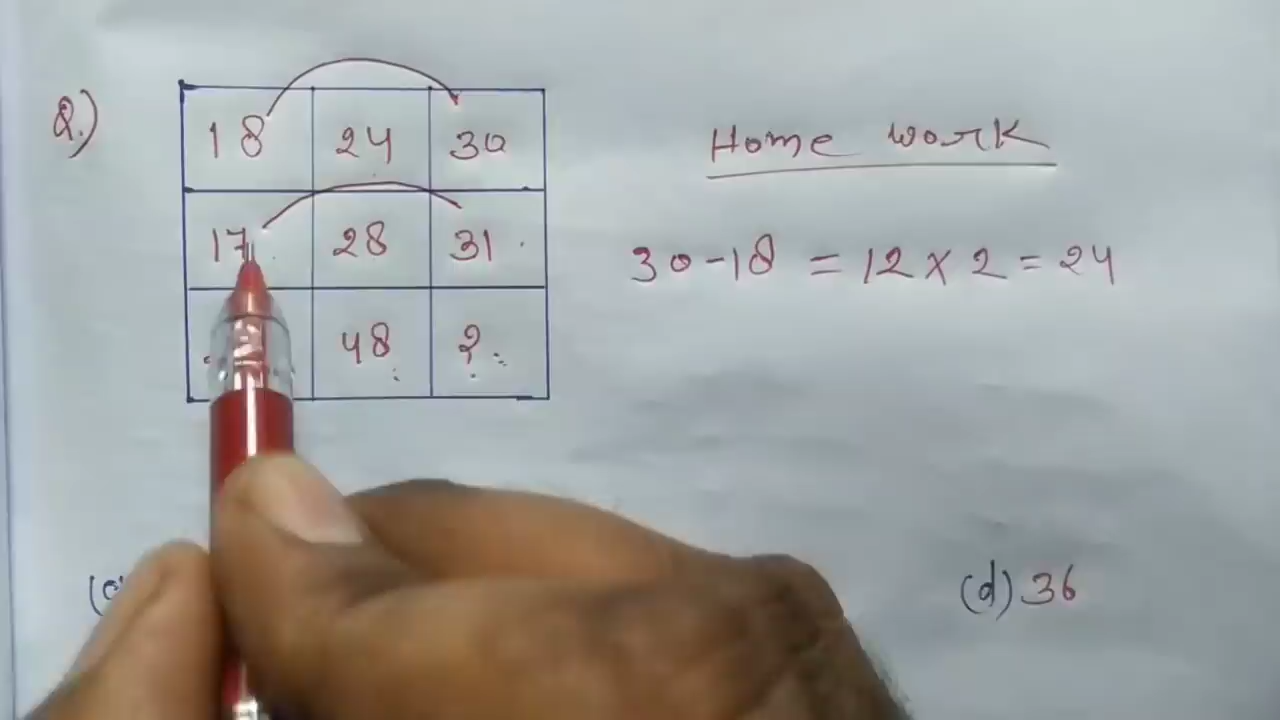 Q.)
18 24 30
17 28 31
48 ?
Home work
30-18 = 12 × 2 = 24
(d) 36